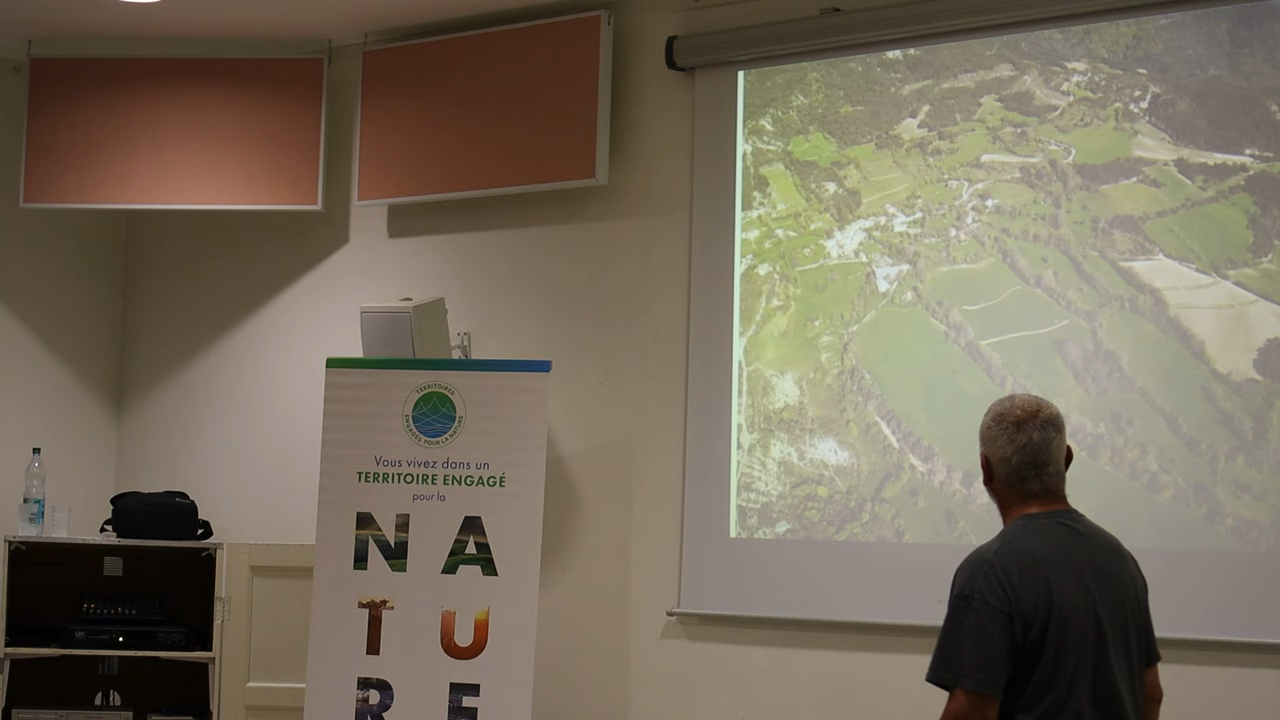 TERRITOIRES
ENGAGÉS POUR LA NATURE
Vous vivez dans un
TERRITOIRE ENGAGÉ
pour la
N A
T U
R E